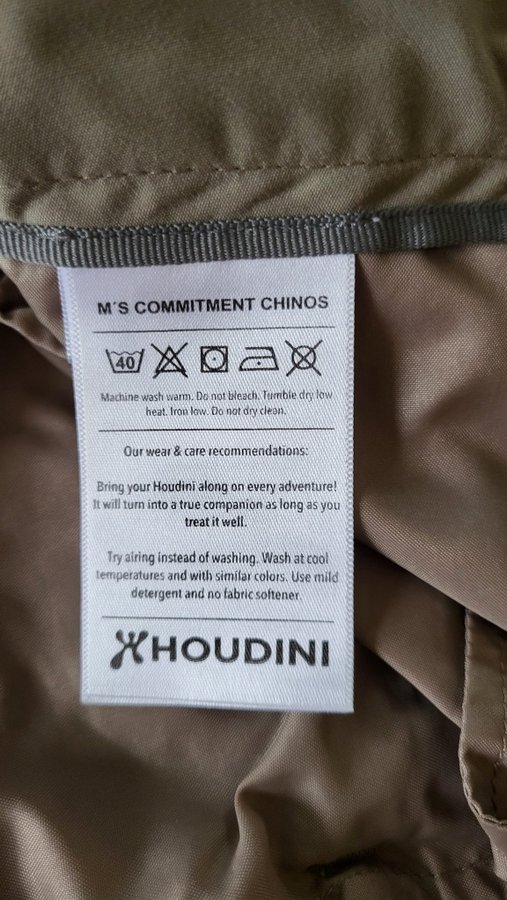 M´S COMMITMENT CHINOS
40
Machine wash warm. Do not bleach. Tumble dry low
heat. Iron low. Do not dry clean.
Our wear & care recommendations:
Bring your Houdini along on every adventure!
It will turn into a true companion as long as you
treat it well.
Try airing instead of washing. Wash at cool
temperatures and with similar colors. Use mild
detergent and no fabric softener.
HOUDINI